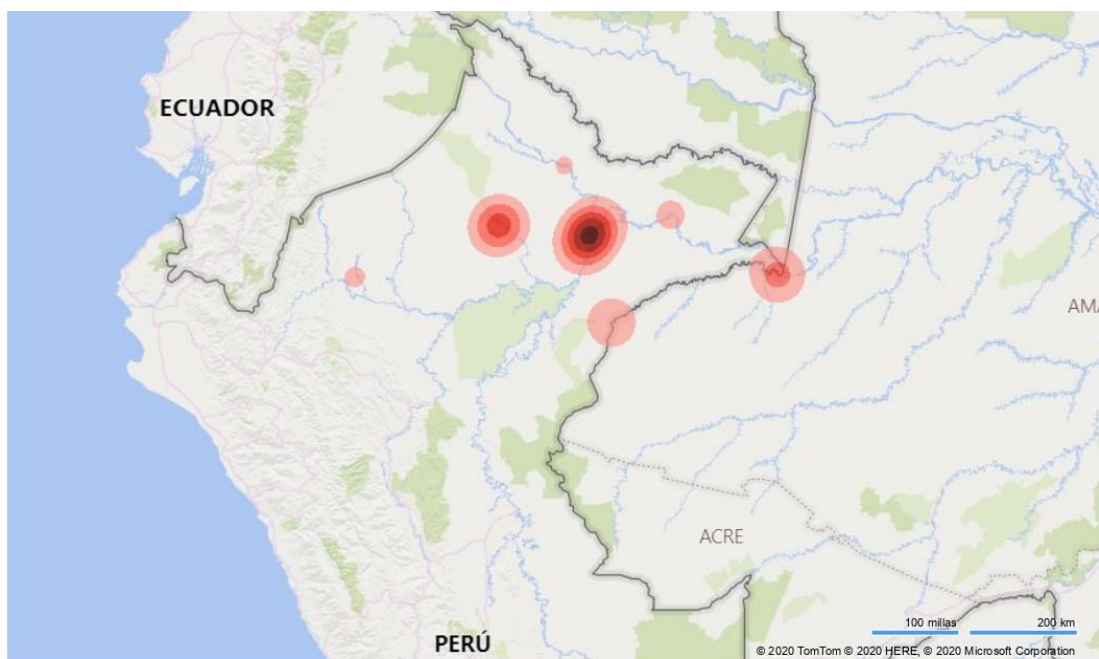 ECUADOR
AMA
ACRE
PERÚ
100 millas
200 km
© 2020 TomTom © 2020 HERE, © 2020 Microsoft Corporation